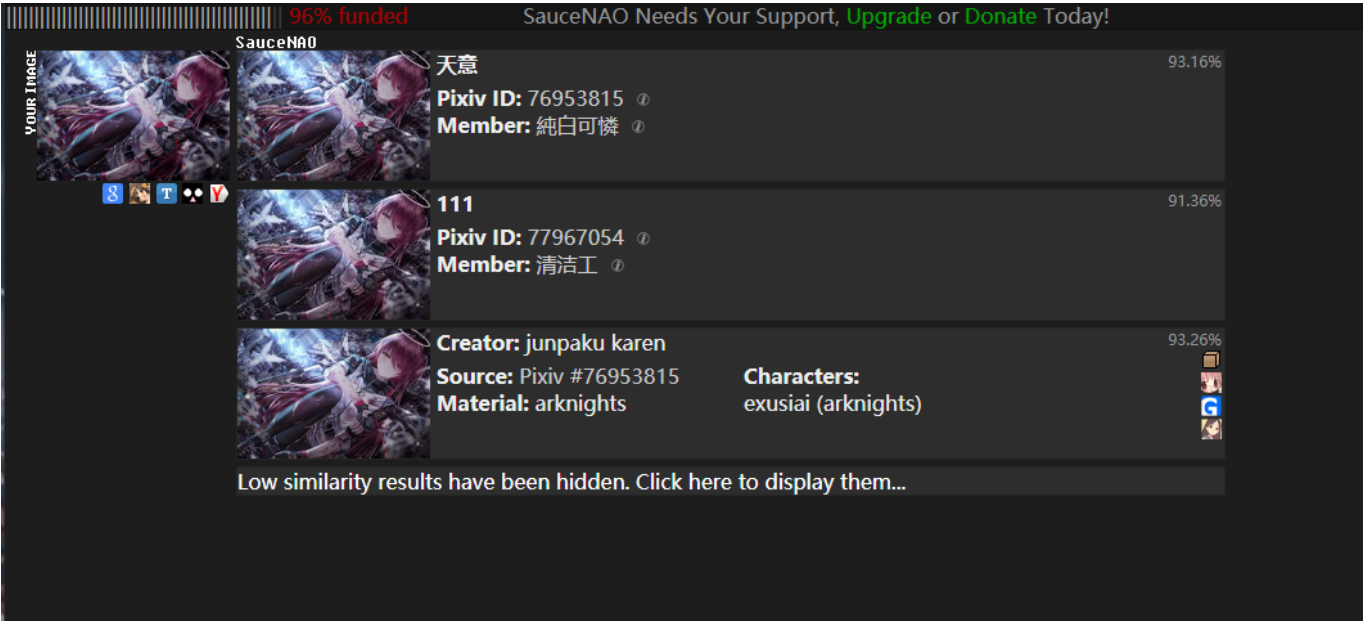 96% funded
SauceNAO Needs Your Support, Upgrade or Donate Today!
YOUR IMAGE
SauceNAO
天意
93.16%
Pixiv ID: 76953815
Member: 純白可憐
111
91.36%
Pixiv ID: 77967054
Member: 清洁工
Creator: junpaku karen
93.26%
Source: Pixiv #76953815
Characters:
Material: arknights
exusiai (arknights)
Low similarity results have been hidden. Click here to display them...